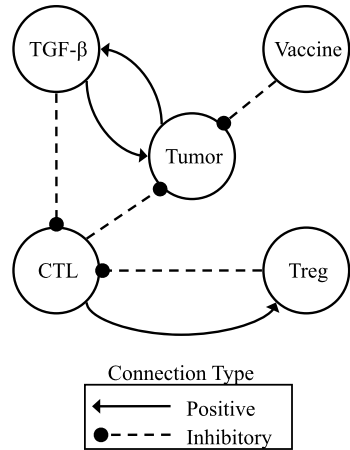 TGF-β
Vaccine
Tumor
CTL
Treg
Connection Type
Positive
Inhibitory